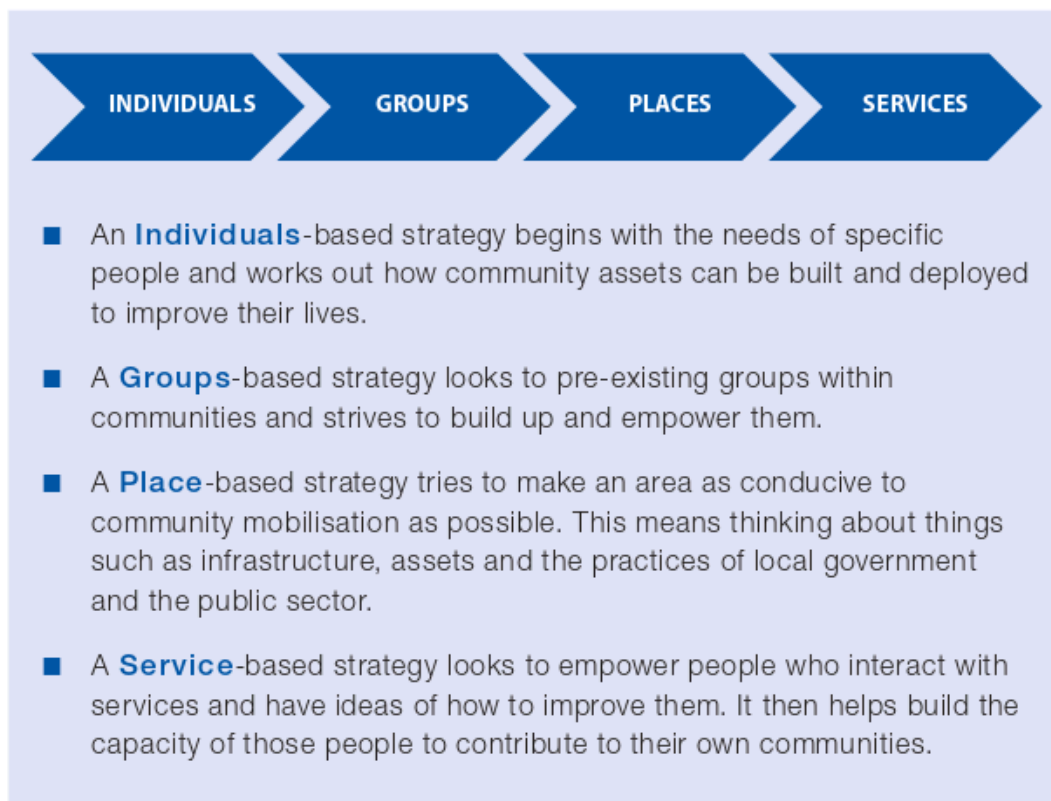 INDIVIDUALS GROUPS PLACES SERVICES
■ An Individuals-based strategy begins with the needs of specific
people and works out how community assets can be built and deployed
to improve their lives.
■ A Groups-based strategy looks to pre-existing groups within
communities and strives to build up and empower them.
■ A Place-based strategy tries to make an area as conducive to
community mobilisation as possible. This means thinking about things
such as infrastructure, assets and the practices of local government
and the public sector.
■ A Service-based strategy looks to empower people who interact with
services and have ideas of how to improve them. It then helps build the
capacity of those people to contribute to their own communities.